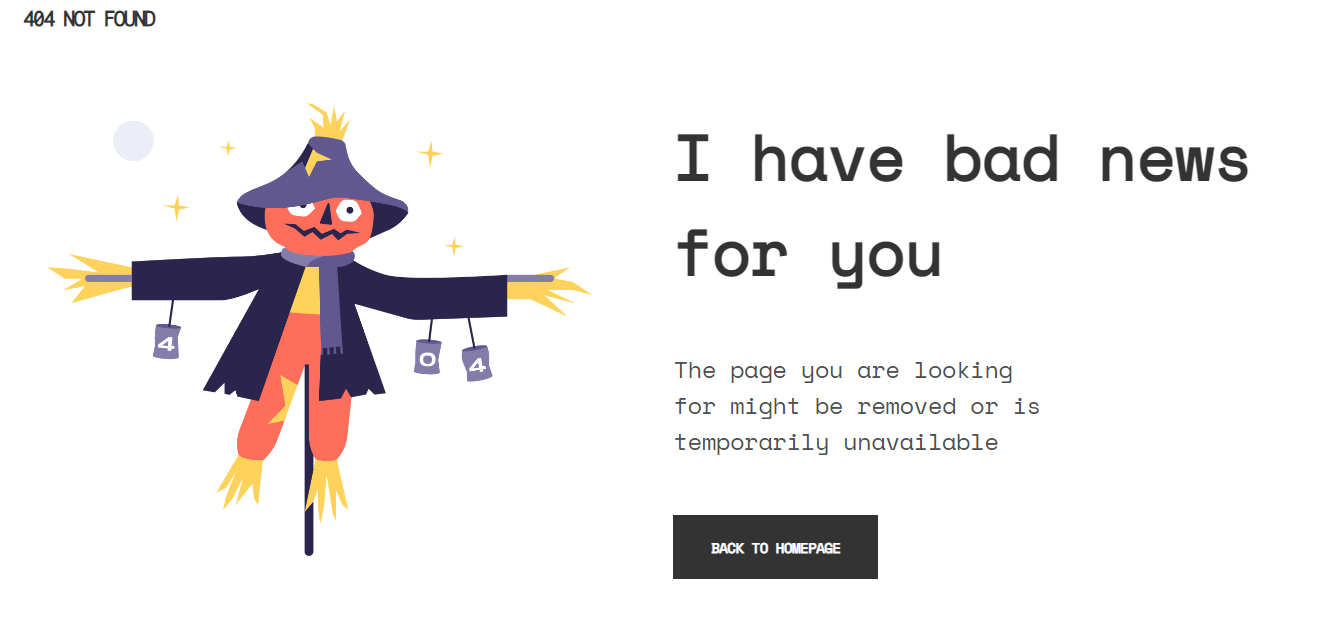 404 NOT FOUND
I have bad news
for you
The page you are looking
for might be removed or is
temporarily unavailable
BACK TO HOMEPAGE
4
0
4